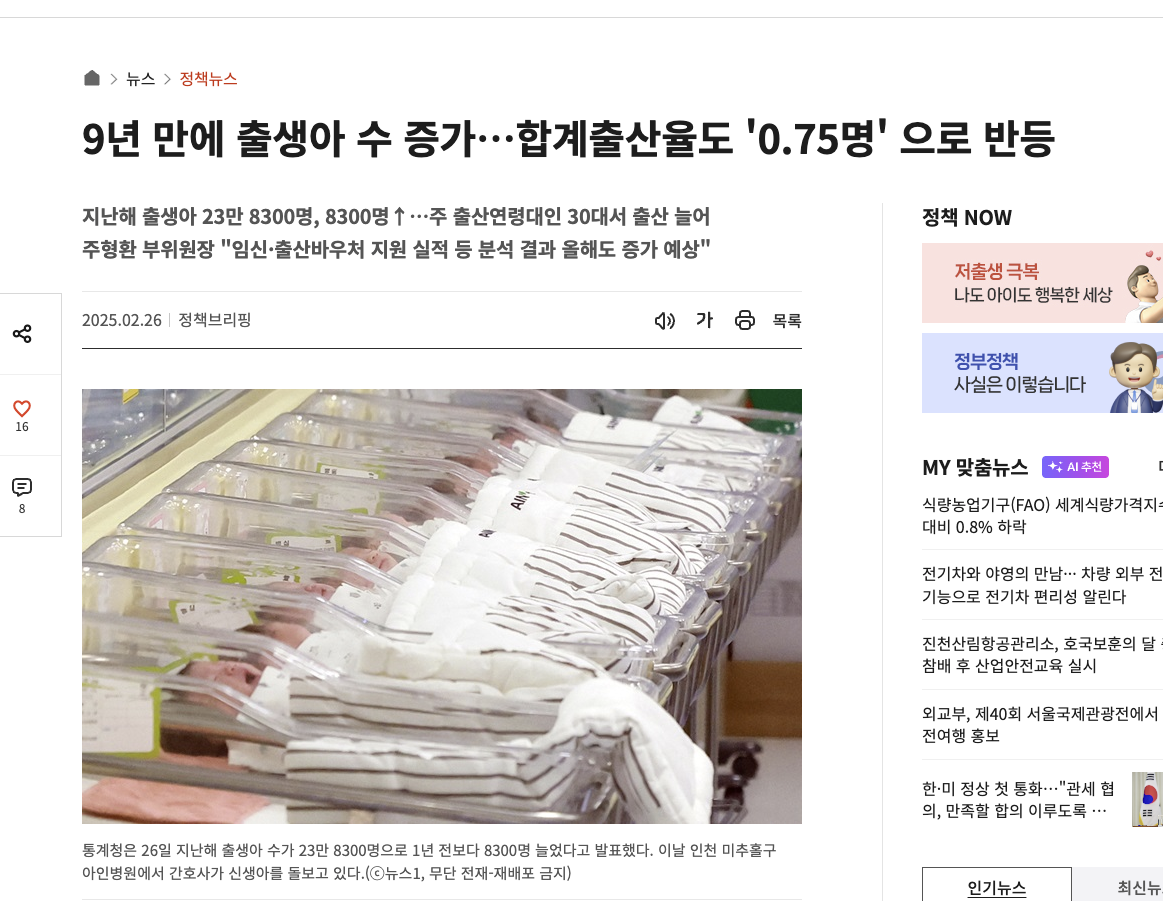 뉴스 정책뉴스
9년 만에 출생아 수 증가…합계출산율도 '0.75명' 으로 반등
지난해 출생아 23만 8300명, 8300명↑…주 출산연령대인 30대서 출산 늘어
주형환 부위원장 "임신·출산바우처 지원 실적 등 분석 결과 올해도 증가 예상"
2025.02.26 정책브리핑
가 목록
16
8
AIN
통계청은 26일 지난해 출생아 수가 23만 8300명으로 1년 전보다 8300명 늘었다고 발표했다. 이날 인천 미추홀구
아인병원에서 간호사가 신생아를 돌보고 있다.(ⓒ뉴스1, 무단 전재-재배포 금지)
정책 NOW
저출생 극복
나도 아이도 행복한 세상
정부정책
사실은 이렇습니다
MY 맞춤뉴스 AI 추천
식량농업기구(FAO) 세계식량가격지수
대비 0.8% 하락
전기차와 야영의 만남… 차량 외부 전
기능으로 전기차 편리성 알린다
진천산림항공관리소, 호국보훈의 달
참배 후 산업안전교육 실시
외교부, 제40회 서울국제관광전에서
전여행 홍보
한·미 정상 첫 통화…"관세 협
의, 만족할 합의 이루도록 …
인기뉴스 최신뉴